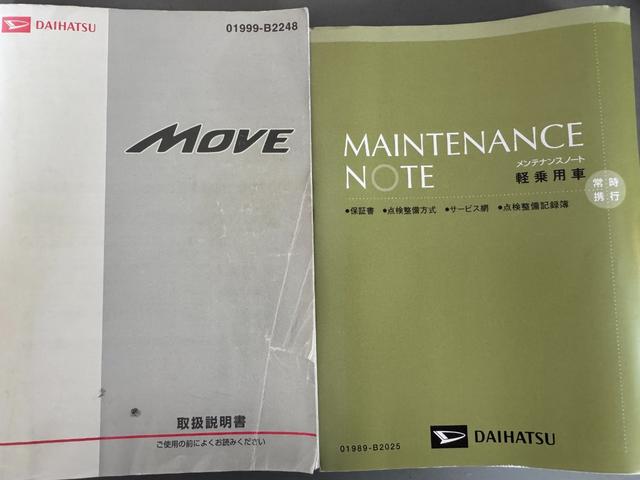 DAIHATSU
01999-B2248
MOVE
取扱説明書
ご使用の前によくお読みください
MAINTENANCE
NOTE
メンテナンスノート
軽乗用車
常時
携行
●保証書 ●点検整備方式 ●サービス網 ●点検整備記録簿
01989-B2025
DAIHATSU